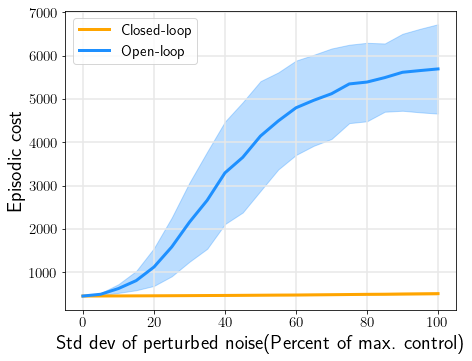 Closed-loop
Open-loop
Episodic cost
7000
6000
5000
4000
3000
2000
1000
0 20 40 60 80 100
Std dev of perturbed noise(Percent of max. control)